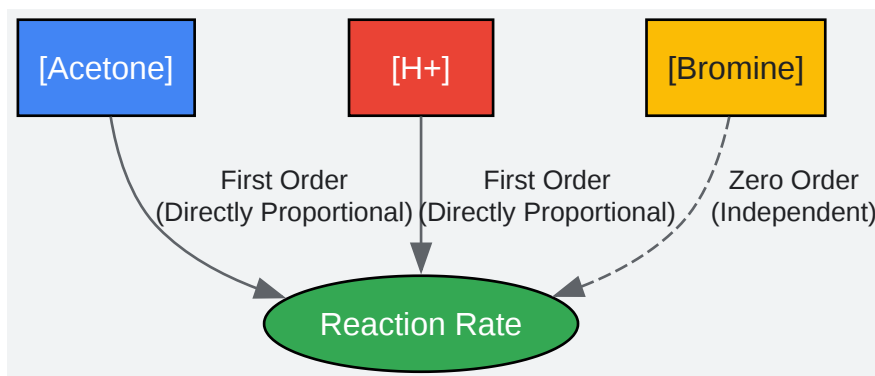 [Acetone]
[H+]
[Bromine]
First Order
(Directly Proportional)
First Order
(Directly Proportional)
Zero Order
(Independent)
Reaction Rate